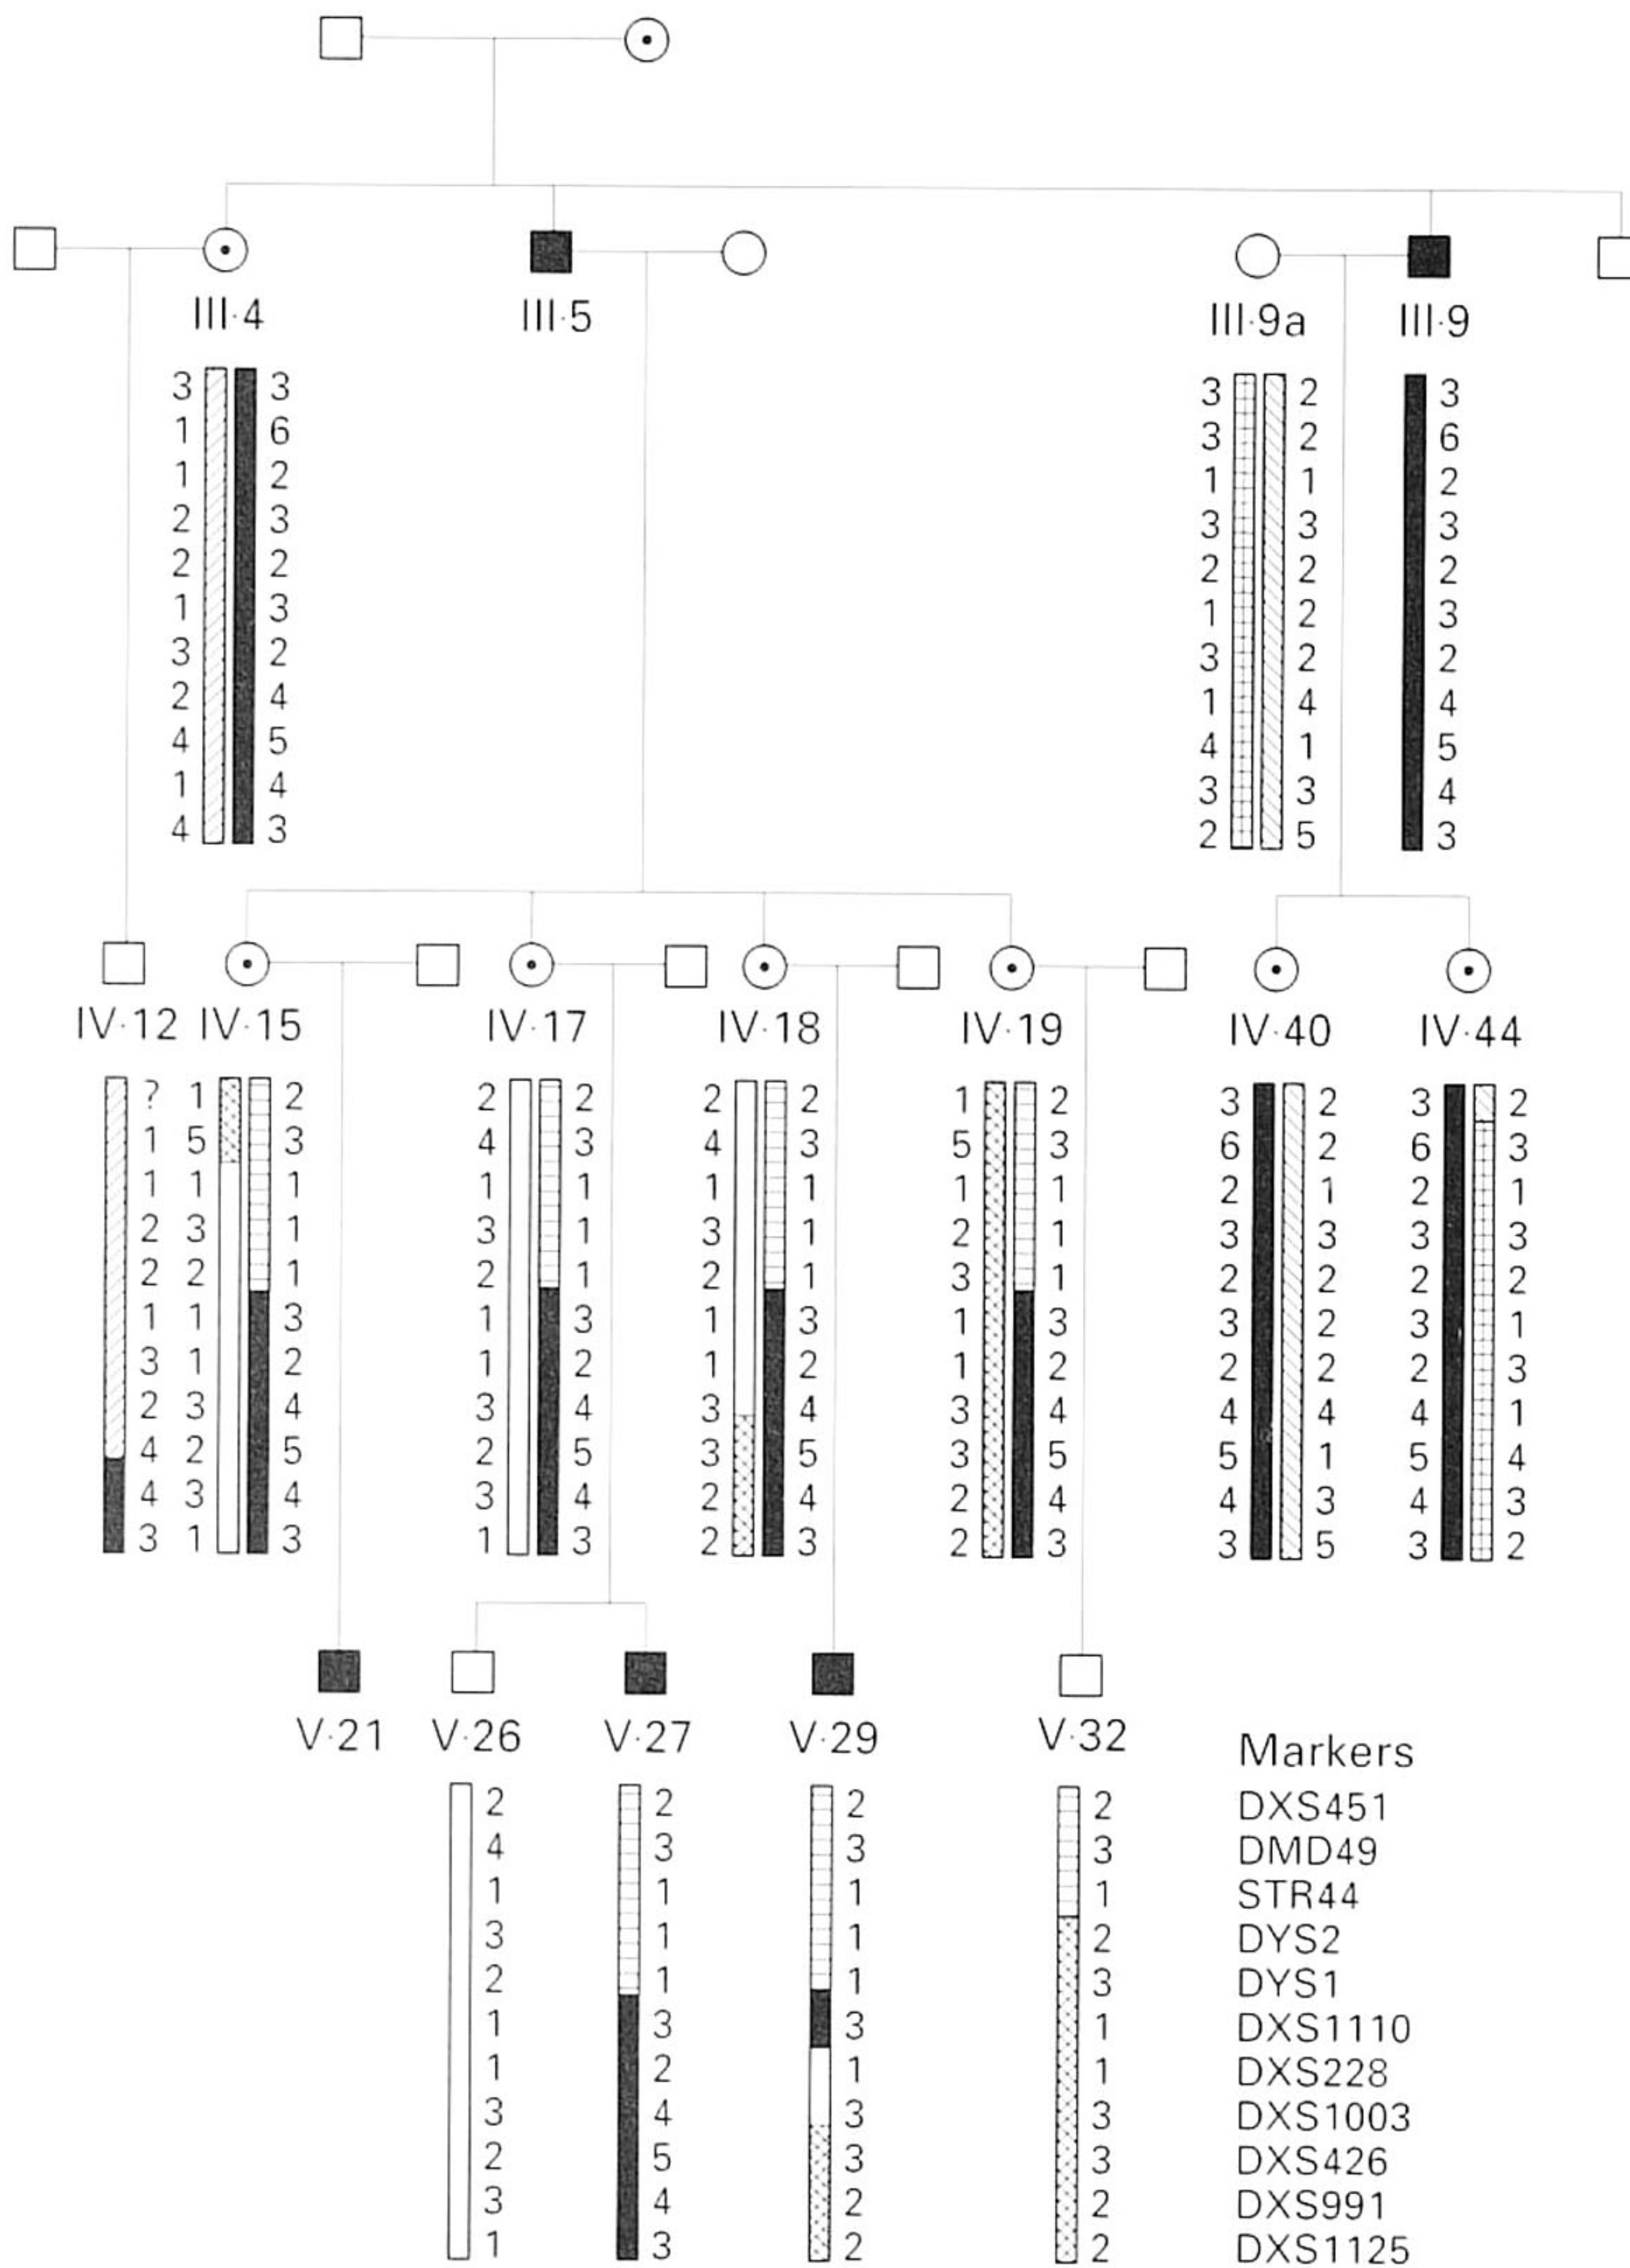 III·4 III·5 III·9a III·9
3 3 3 2 3
1 6 3 2 6
1 2 1 1 2
2 3 3 3 3
2 2 2 2 2
1 3 1 2 3
3 2 3 2 2
2 4 1 4 4
4 5 4 1 5
1 4 3 3 4
4 3 2 5 3
IV·12 IV·15 IV·17 IV·18 IV·19 IV·40 IV·44
? 1 2 2 2 2 2 1 2 3 2 3 2
1 5 3 4 3 4 3 5 3 6 2 6 3
1 1 1 1 1 1 1 1 1 2 1 2 1
2 3 1 3 1 3 1 2 1 3 3 3 3
2 2 1 2 1 2 1 3 1 2 2 2 2
1 1 3 1 3 1 3 1 3 3 2 3 1
3 1 2 1 2 1 2 1 2 2 2 2 3
2 3 4 3 4 3 4 3 4 4 4 4 1
4 2 5 2 5 3 5 3 5 5 1 5 4
4 3 4 3 4 2 4 2 4 4 3 4 3
3 1 3 1 3 2 3 2 3 3 5 3 2
V·21 V·26 V·27 V·29 V·32 Markers
2 2 2 2 DXS451
4 3 3 3 DMD49
1 1 1 1 STR44
3 1 1 2 DYS2
2 1 1 3 DYS1
1 3 3 1 DXS1110
1 2 1 1 DXS228
3 4 3 3 DXS1003
2 5 3 3 DXS426
3 4 2 2 DXS991
1 3 2 2 DXS1125